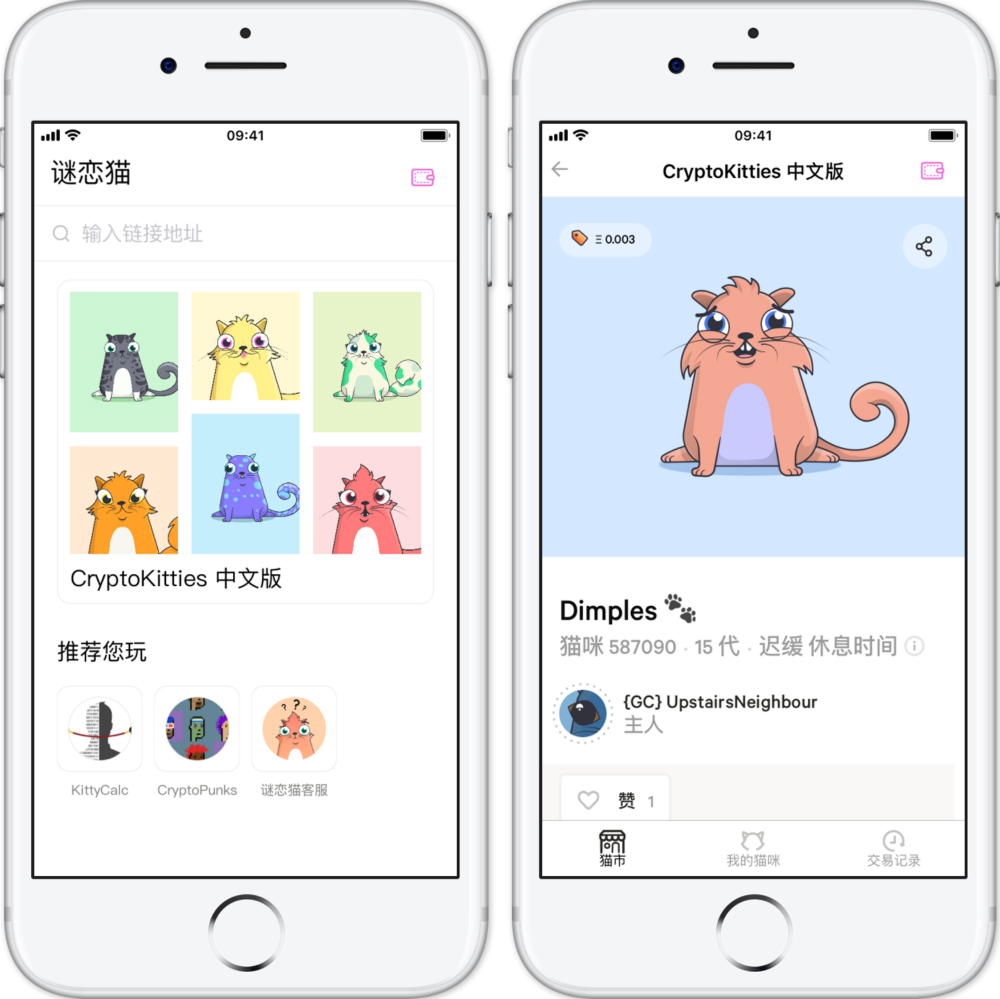 09:41
谜恋猫
输入链接地址
CryptoKitties 中文版
推荐您玩
KittyCalc
CryptoPunks
谜恋猫客服
09:41
CryptoKitties 中文版
Ξ 0.003
Dimples
猫咪 587090 · 15 代 · 迟缓 休息时间
{GC} UpstairsNeighbour
主人
赞 1
猫市
我的猫咪
交易记录